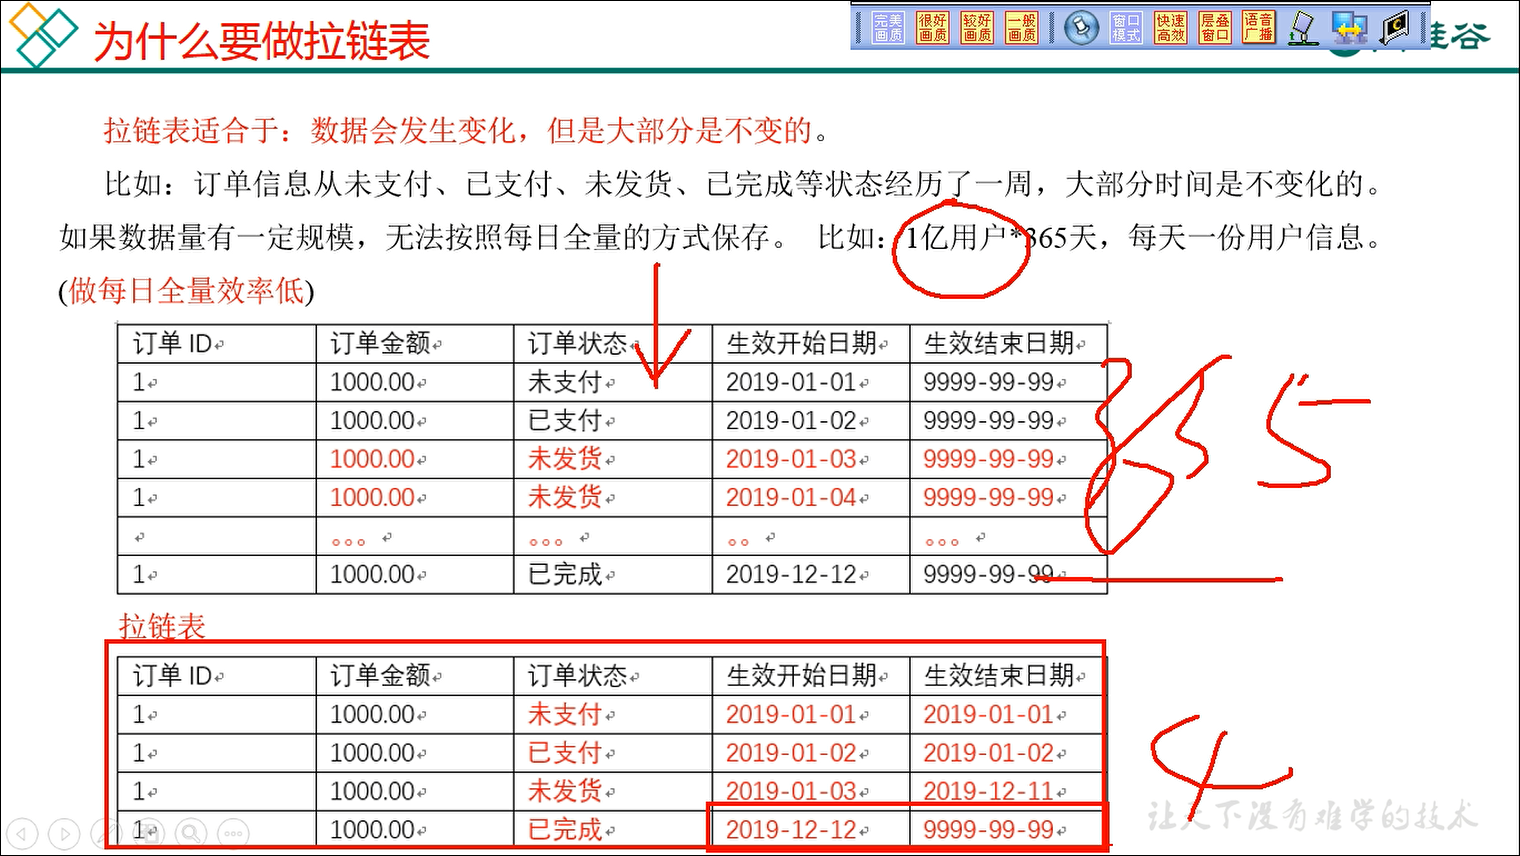 完美画质 很好画质 较好画质 一般画质 窗口模式 快速高效 层叠窗口 语音广播
为什么要做拉链表
拉链表适合于：数据会发生变化，但是大部分是不变的。
比如：订单信息从未支付、已支付、未发货、已完成等状态经历了一周，大部分时间是不变化的。
如果数据量有一定规模，无法按照每日全量的方式保存。 比如：1亿用户*365天，每天一份用户信息。
(做每日全量效率低)
订单 ID 订单金额 订单状态 生效开始日期 生效结束日期
1 1000.00 未支付 2019-01-01 9999-99-99
1 1000.00 已支付 2019-01-02 9999-99-99
1 1000.00 未发货 2019-01-03 9999-99-99
1 1000.00 未发货 2019-01-04 9999-99-99
。。。 。。。 。。 。。。
1 1000.00 已完成 2019-12-12 9999-99-99
365
拉链表
订单 ID 订单金额 订单状态 生效开始日期 生效结束日期
1 1000.00 未支付 2019-01-01 2019-01-01
1 1000.00 已支付 2019-01-02 2019-01-02
1 1000.00 未发货 2019-01-03 2019-12-11
1 1000.00 已完成 2019-12-12 9999-99-99
4
让天下没有难学的技术